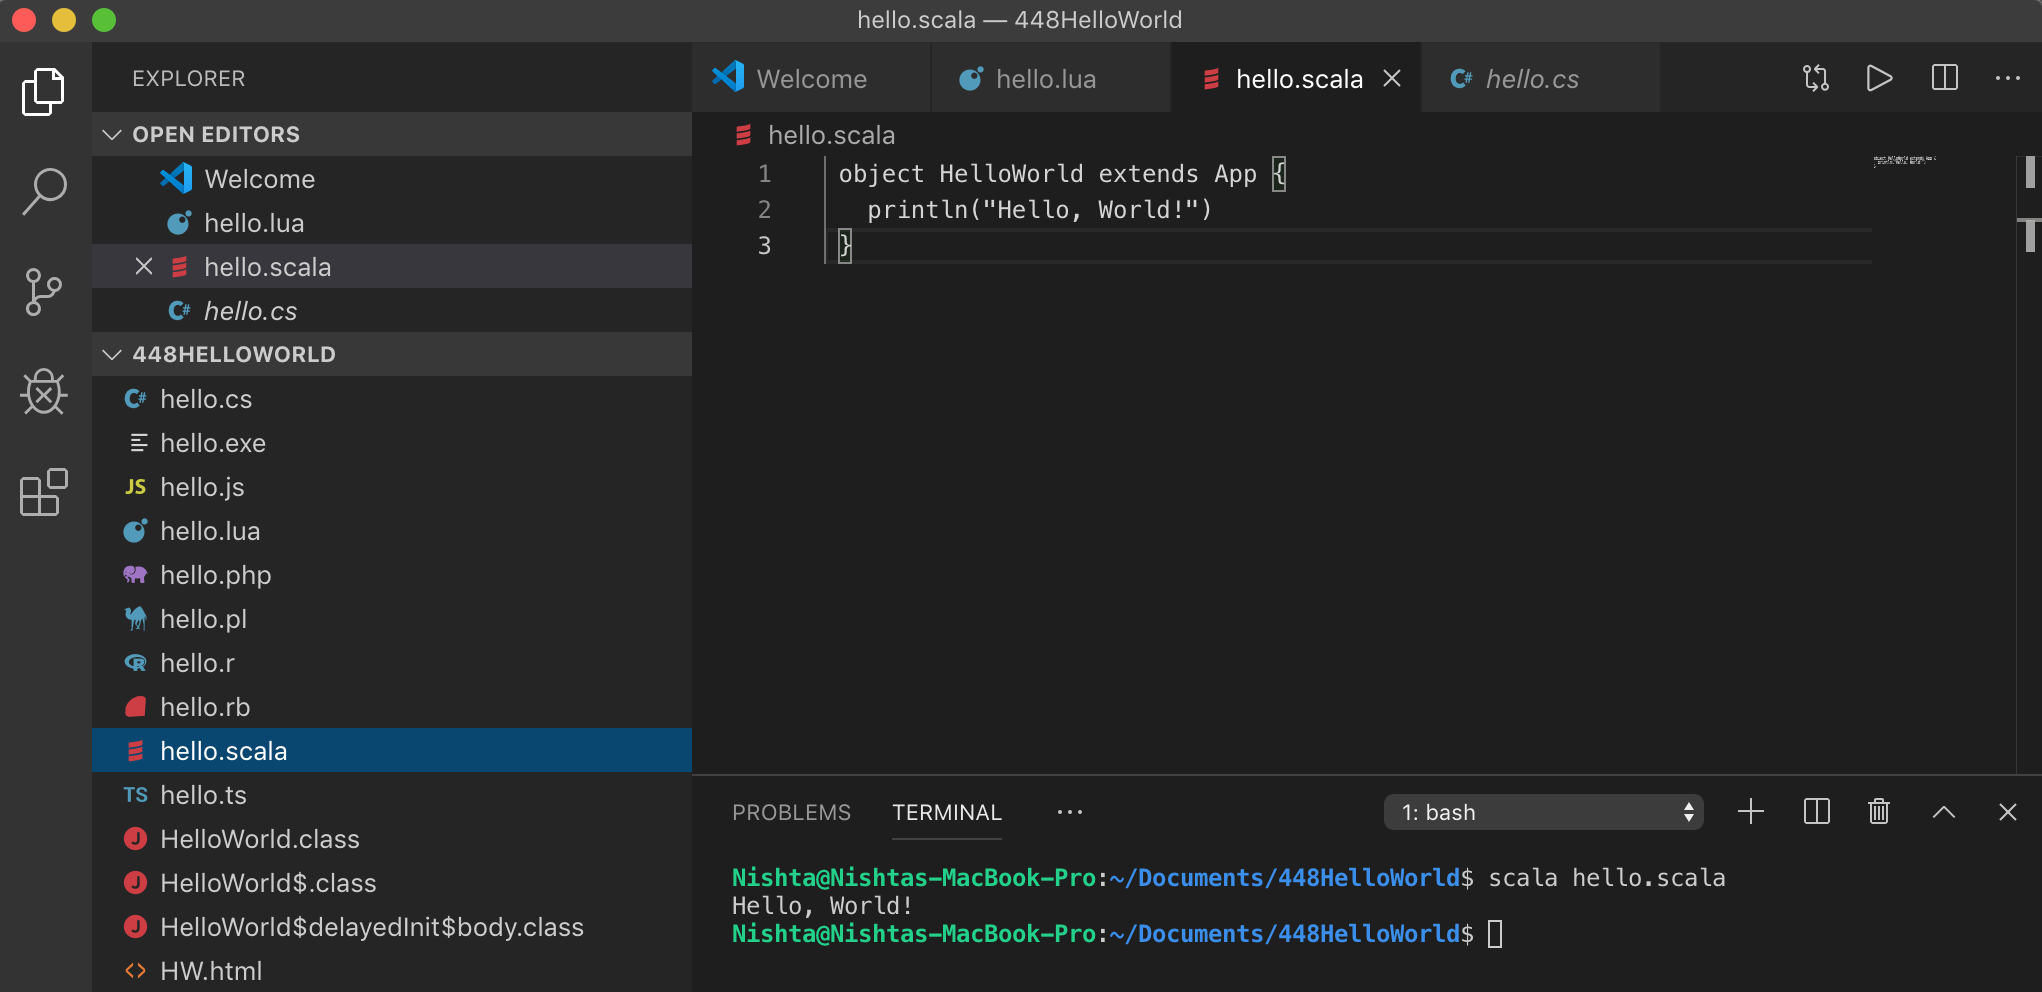 hello.scala — 448HelloWorld
EXPLORER
OPEN EDITORS
Welcome
hello.lua
hello.scala
C# hello.cs
448HELLOWORLD
C# hello.cs
hello.exe
JS hello.js
hello.lua
hello.php
hello.pl
R hello.r
hello.rb
hello.scala
TS hello.ts
J HelloWorld.class
J HelloWorld$.class
J HelloWorld$delayedInit$body.class
<> HW.html
Welcome
hello.lua
hello.scala
C# hello.cs
hello.scala
1 object HelloWorld extends App {
2   println("Hello, World!")
3 }
PROBLEMS
TERMINAL
1: bash
Nishta@Nishtas-MacBook-Pro:~/Documents/448HelloWorld$ scala hello.scala
Hello, World!
Nishta@Nishtas-MacBook-Pro:~/Documents/448HelloWorld$